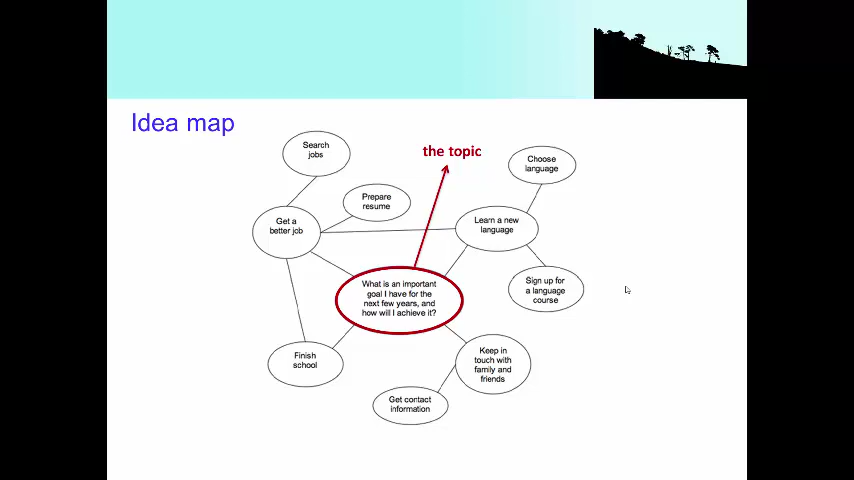 Idea map
the topic
Search
jobs
Choose
language
Prepare
resume
Get a
better job
Learn a new
language
What is an important
goal I have for the
next few years, and
how will I achieve it?
Sign up for
a language
course
Finish
school
Keep in
touch with
family and
friends
Get contact
information